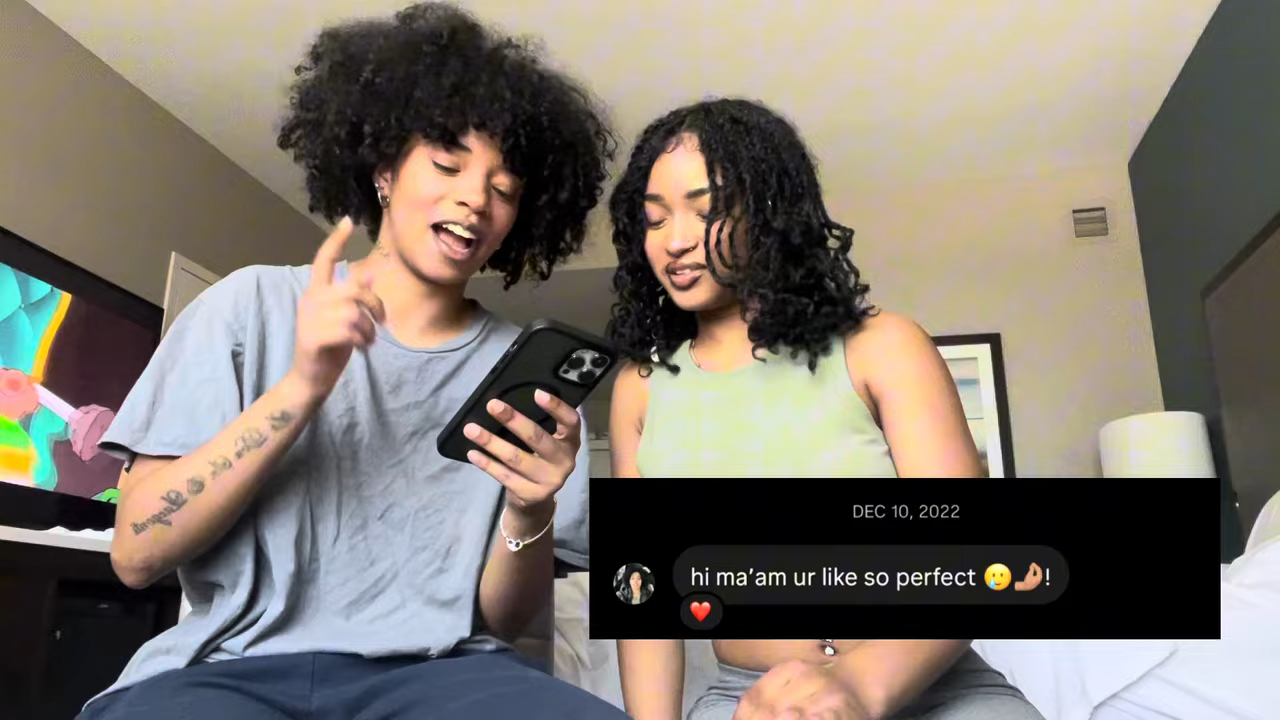 DEC 10, 2022
hi ma’am ur like so perfect 🥲👌🏽!
❤️